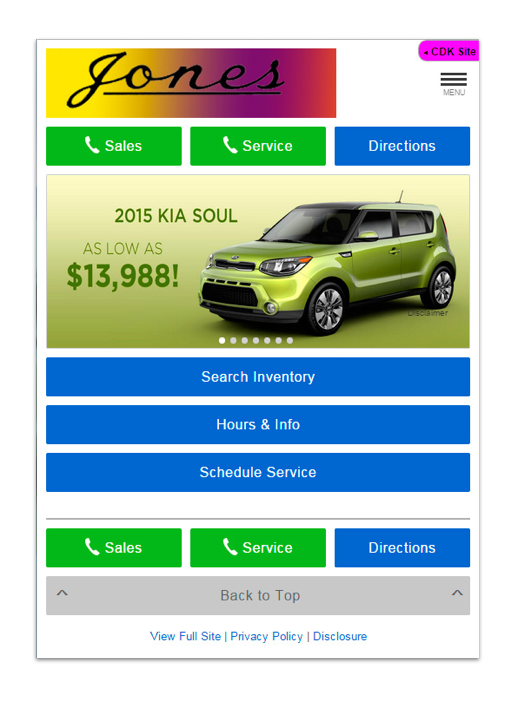 Jones
◂ CDK Site
MENU
Sales
Service
Directions
2015 KIA SOUL
AS LOW AS
$13,988!
Disclaimer
Search Inventory
Hours & Info
Schedule Service
Sales
Service
Directions
^ Back to Top ^
View Full Site | Privacy Policy | Disclosure